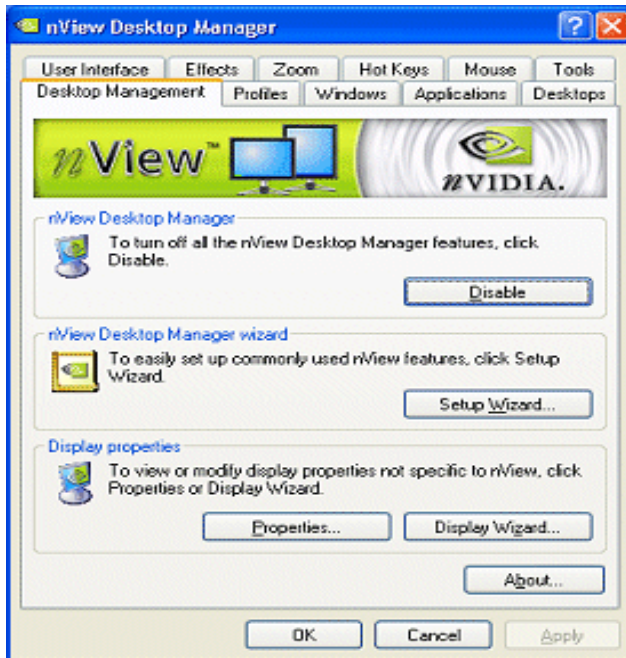 nView Desktop Manager
User Interface Effects Zoom Hot Keys Mouse Tools
Desktop Management Profiles Windows Applications Desktops
nView™ nVIDIA.
nView Desktop Manager
To turn off all the nView Desktop Manager features, click
Disable.
Disable
nView Desktop Manager wizard
To easily set up commonly used nView features, click Setup
Wizard.
Setup Wizard...
Display properties
To view or modify display properties not specific to nView, click
Properties or Display Wizard.
Properties... Display Wizard...
About...
OK Cancel Apply